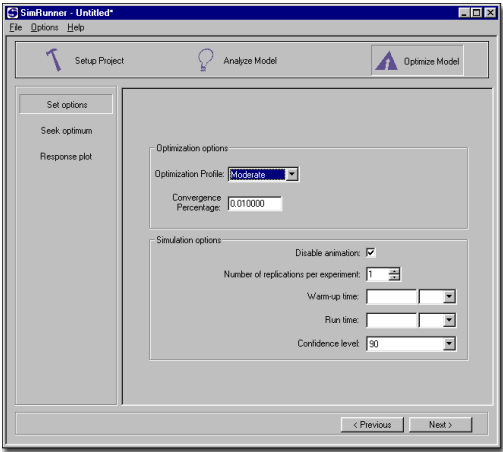 SimRunner - Untitled*
File Options Help
Setup Project
Analyze Model
Optimize Model
Set options
Seek optimum
Response plot
Optimization options
Optimization Profile: Moderate
Convergence
Percentage: 0.010000
Simulation options
Disable animation:
Number of replications per experiment: 1
Warm-up time:
Run time:
Confidence level: 90
< Previous
Next >